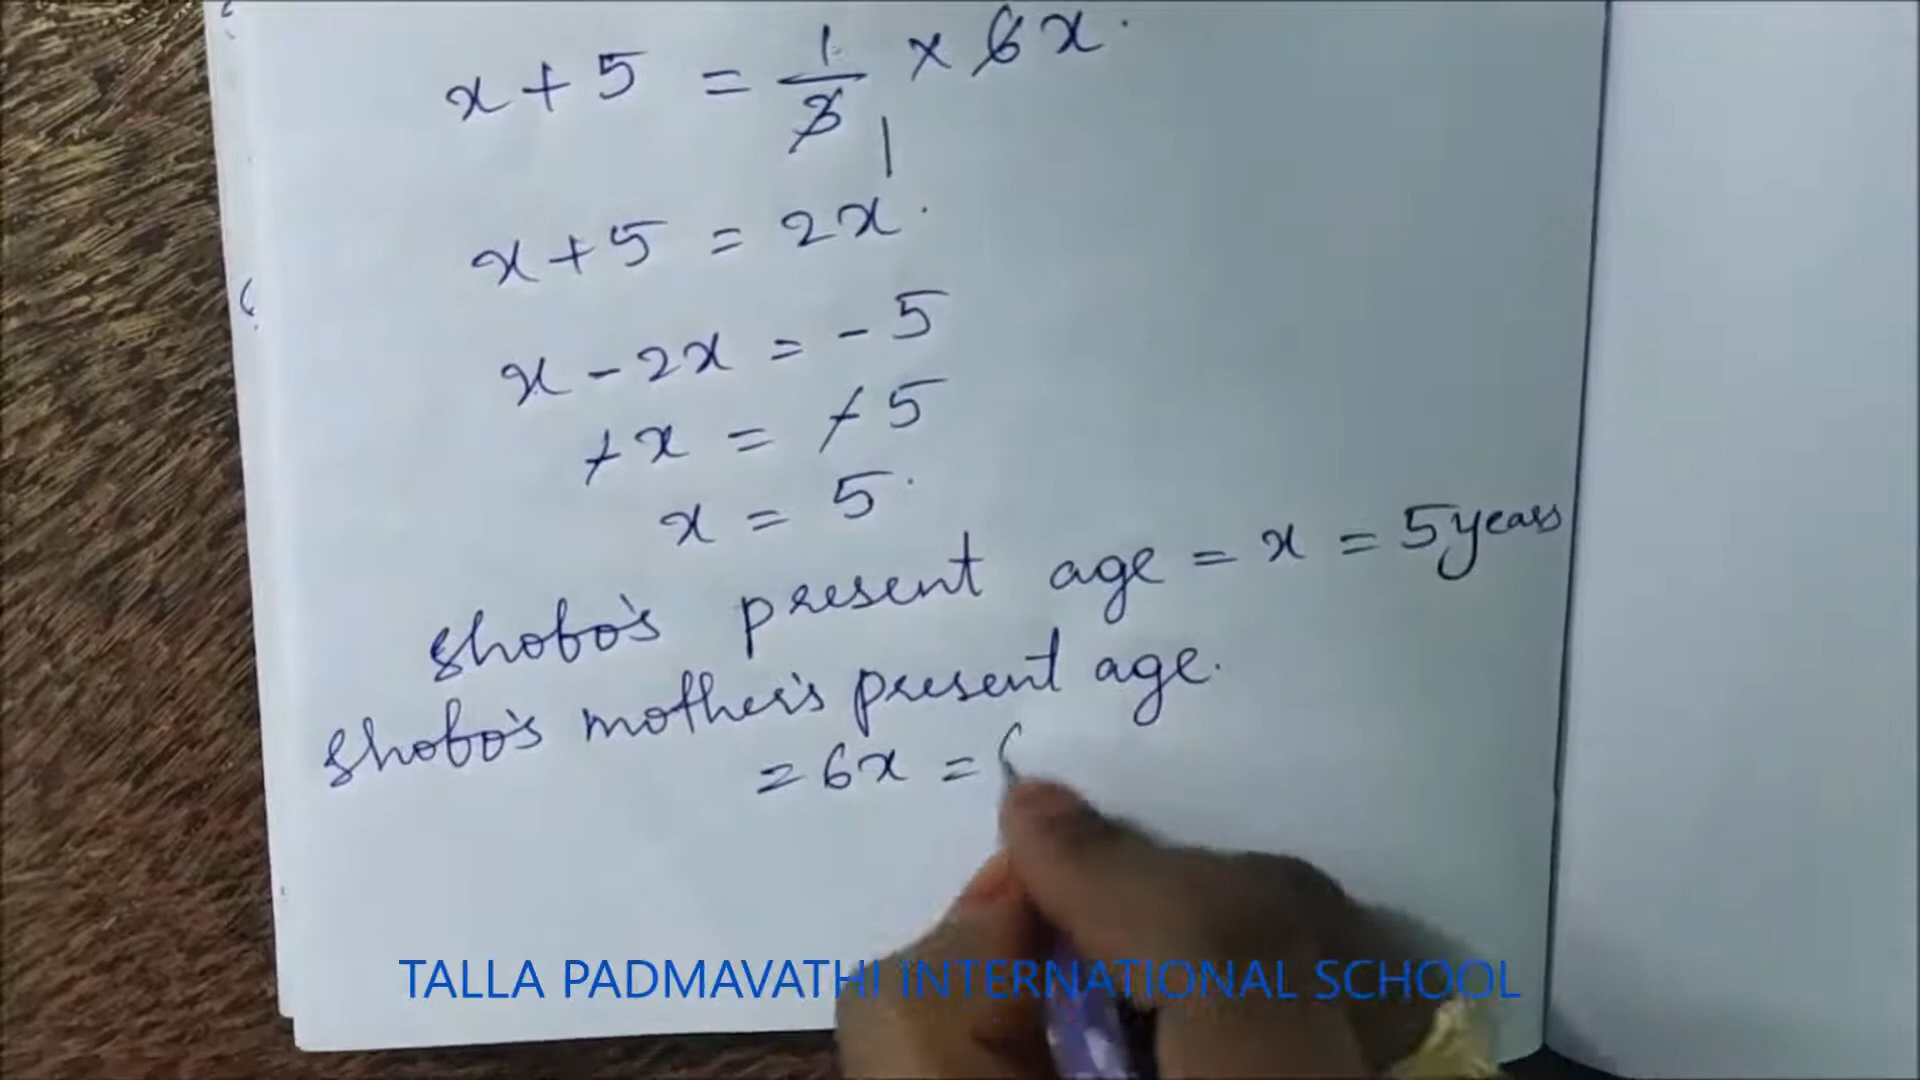 x + 5 = 1/3 × 6x.
1
x + 5 = 2x.
x - 2x = -5
-x = -5
x = 5.
Shobo's present age = x = 5 years
Shobo's mother's present age.
= 6x = 6
TALLA PADMAVATHI INTERNATIONAL SCHOOL